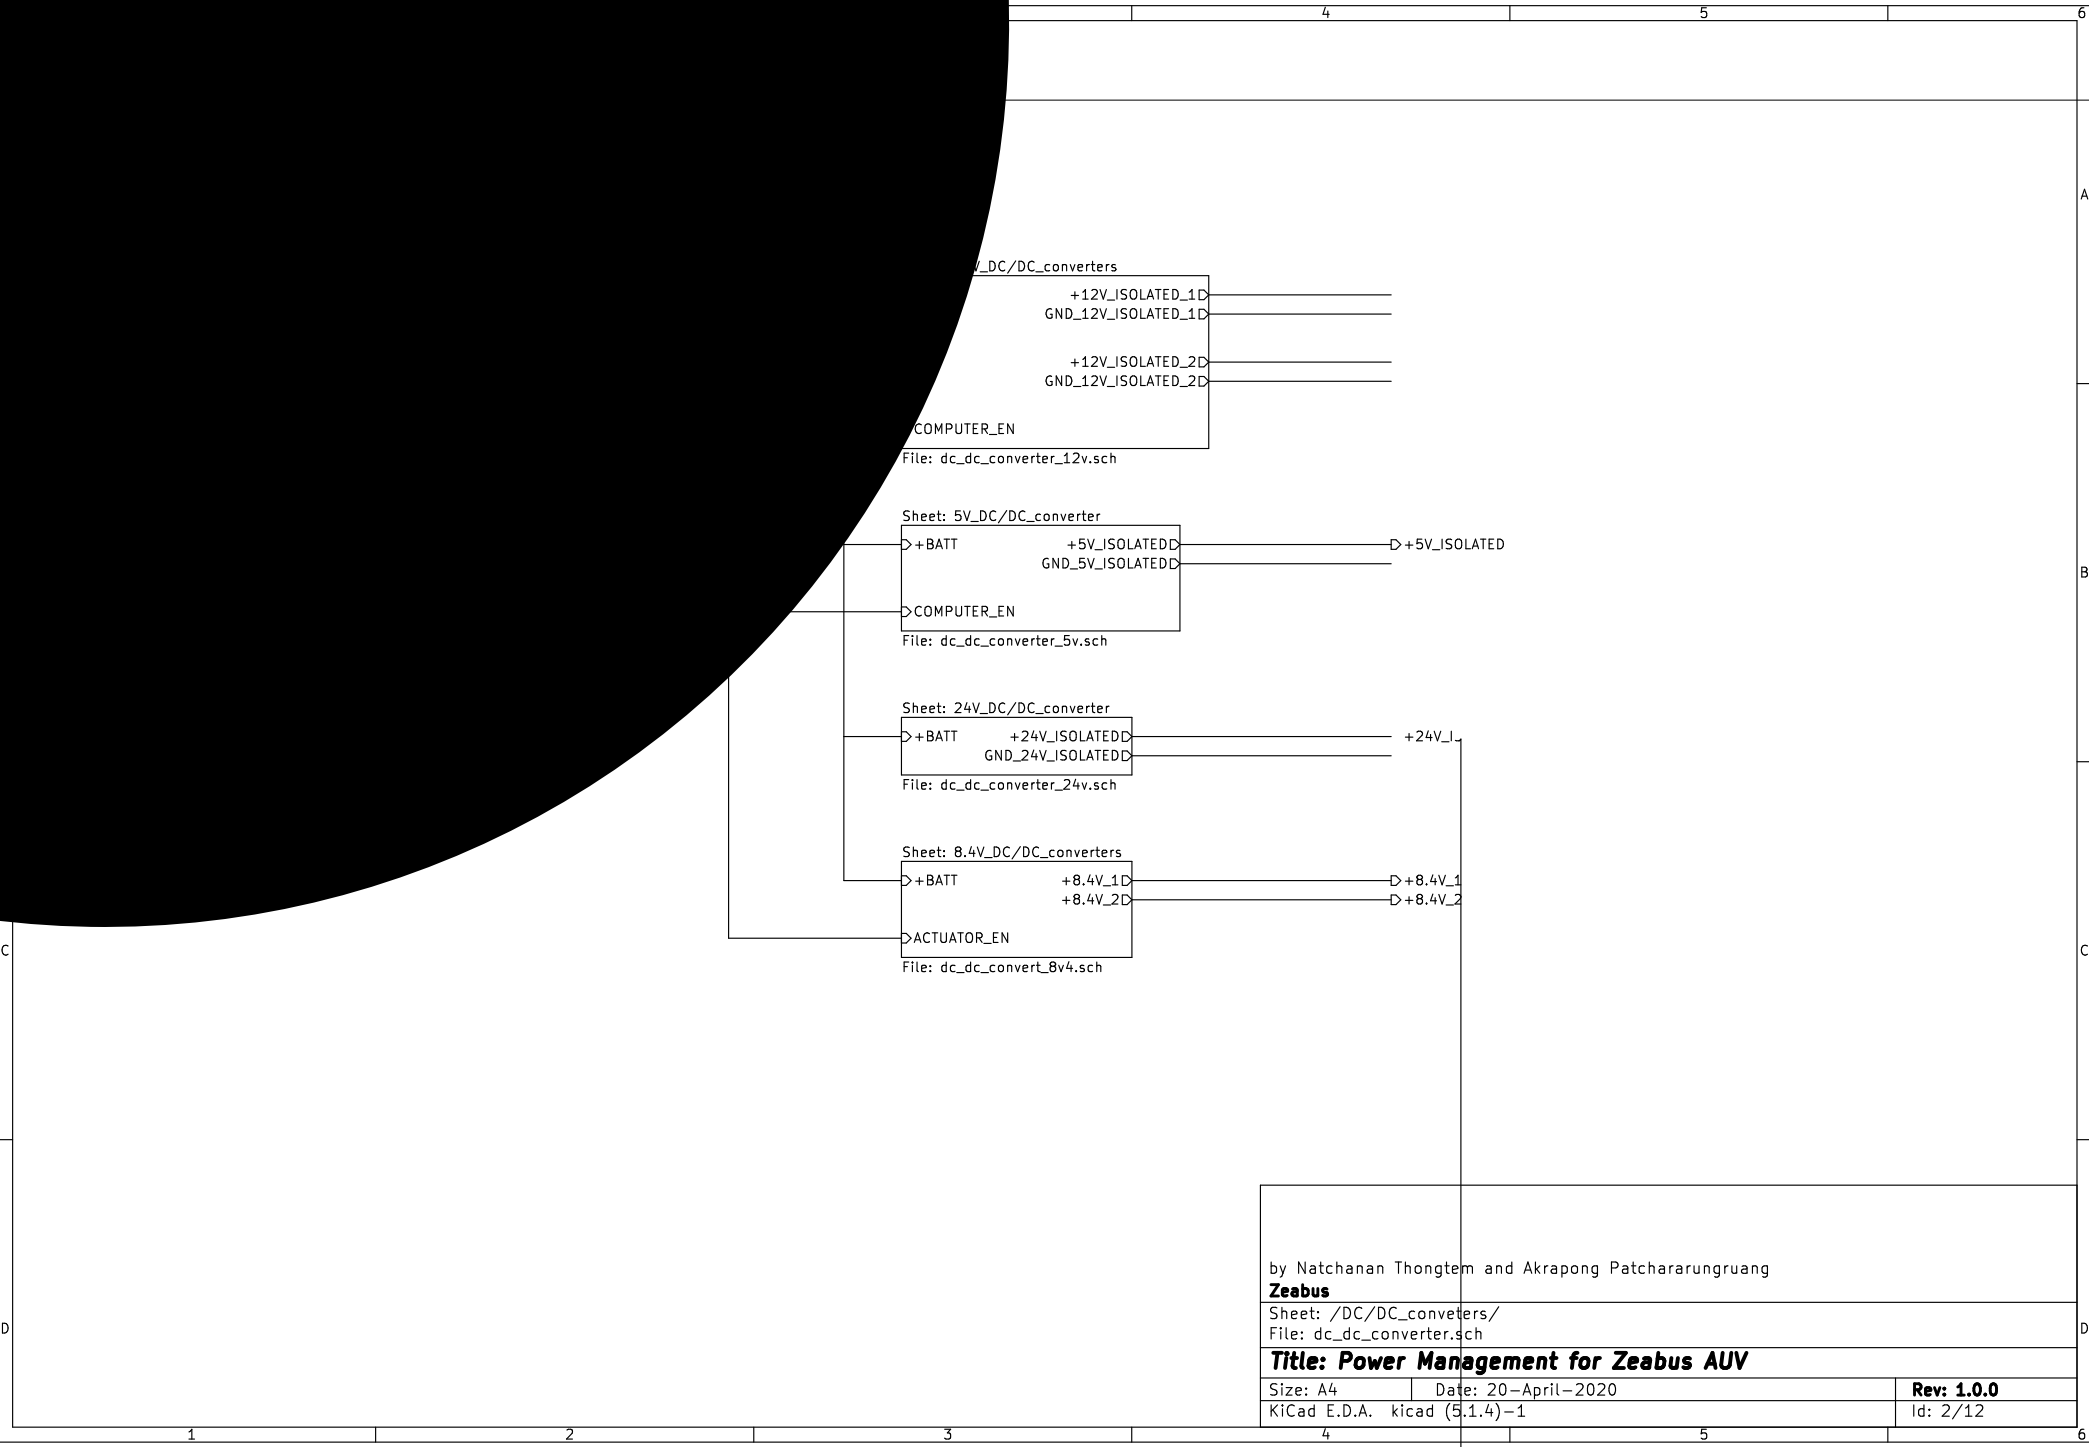 4 5 6
A
V_DC/DC_converters
+12V_ISOLATED_1
GND_12V_ISOLATED_1
+12V_ISOLATED_2
GND_12V_ISOLATED_2
COMPUTER_EN
File: dc_dc_converter_12v.sch
Sheet: 5V_DC/DC_converter
+BATT +5V_ISOLATED +5V_ISOLATED
GND_5V_ISOLATED
B
COMPUTER_EN
File: dc_dc_converter_5v.sch
Sheet: 24V_DC/DC_converter
+BATT +24V_ISOLATED +24V_I
GND_24V_ISOLATED
File: dc_dc_converter_24v.sch
Sheet: 8.4V_DC/DC_converters
+BATT +8.4V_1 +8.4V_1
+8.4V_2 +8.4V_2
ACTUATOR_EN
C C
File: dc_dc_convert_8v4.sch
by Natchanan Thongtem and Akrapong Patchararungruang
Zeabus
Sheet: /DC/DC_conveters/
D D
File: dc_dc_converter.sch
Title: Power Management for Zeabus AUV
Size: A4 Date: 20-April-2020 Rev: 1.0.0
KiCad E.D.A. kicad (5.1.4)-1 Id: 2/12
1 2 3 4 5 6